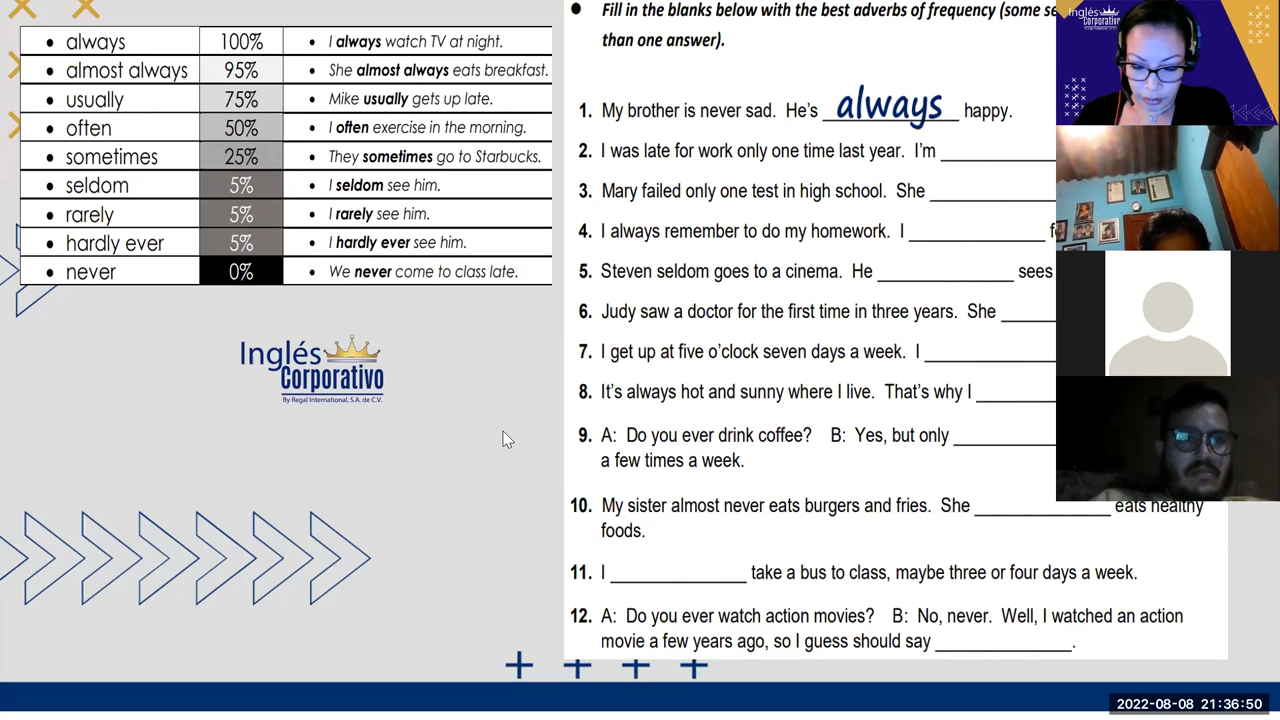 • always 100% • I always watch TV at night.
• almost always 95% • She almost always eats breakfast.
• usually 75% • Mike usually gets up late.
• often 50% • I often exercise in the morning.
• sometimes 25% • They sometimes go to Starbucks.
• seldom 5% • I seldom see him.
• rarely 5% • I rarely see him.
• hardly ever 5% • I hardly ever see him.
• never 0% • We never come to class late.
Inglés
Corporativo
By Regal International, S.A. de C.V.
• Fill in the blanks below with the best adverbs of frequency (some se
than one answer).
1. My brother is never sad. He's always happy.
2. I was late for work only one time last year. I'm ____________
3. Mary failed only one test in high school. She ____________
4. I always remember to do my homework. I ____________ f
5. Steven seldom goes to a cinema. He ____________ sees
6. Judy saw a doctor for the first time in three years. She ______
7. I get up at five o'clock seven days a week. I ____________
8. It's always hot and sunny where I live. That's why I ________
9. A: Do you ever drink coffee? B: Yes, but only ____________
a few times a week.
10. My sister almost never eats burgers and fries. She ____________ eats healthy
foods.
11. I ____________ take a bus to class, maybe three or four days a week.
12. A: Do you ever watch action movies? B: No, never. Well, I watched an action
movie a few years ago, so I guess should say ____________.
Inglés
Corporativo
2022-08-08 21:36:50